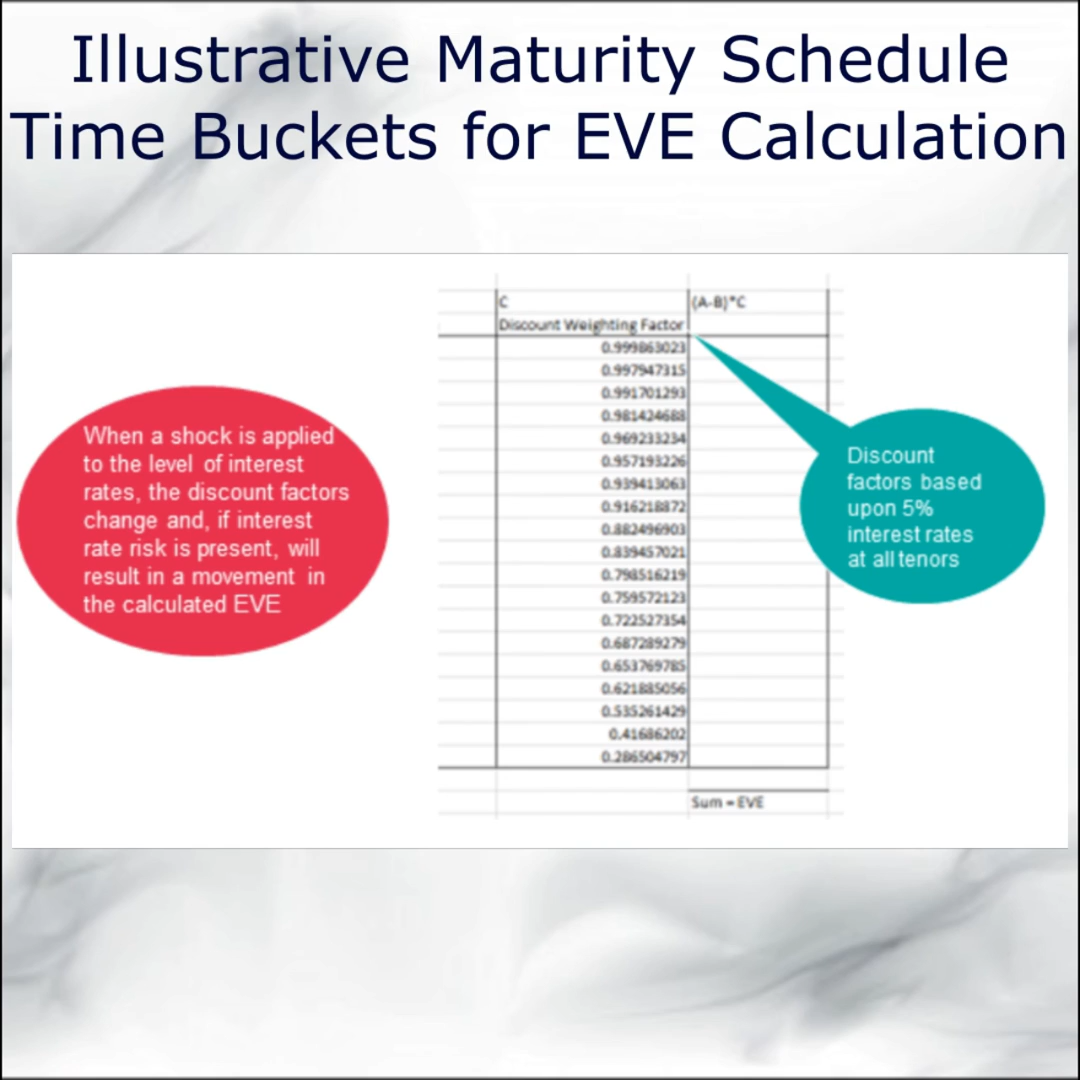 Illustrative Maturity Schedule
Time Buckets for EVE Calculation
C
(A-B)*C
Discount Weighting Factor
0.999863023
0.997947315
0.991701293
0.981424688
0.969233234
0.957193226
0.939413063
0.916218872
0.882496903
0.839457021
0.798516219
0.759572123
0.722527354
0.687289279
0.653769785
0.621885056
0.535261429
0.41686202
0.286504797
Sum = EVE
When a shock is applied
to the level of interest
rates, the discount factors
change and, if interest
rate risk is present, will
result in a movement in
the calculated EVE
Discount
factors based
upon 5%
interest rates
at all tenors